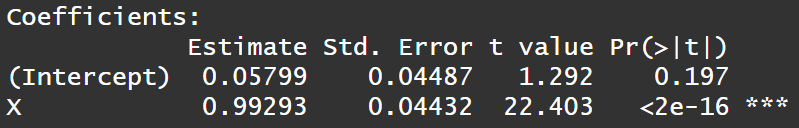 Coefficients:
            Estimate Std. Error t value Pr(>|t|)
(Intercept)  0.05799    0.04487   1.292    0.197
X            0.99293    0.04432  22.403   <2e-16 ***